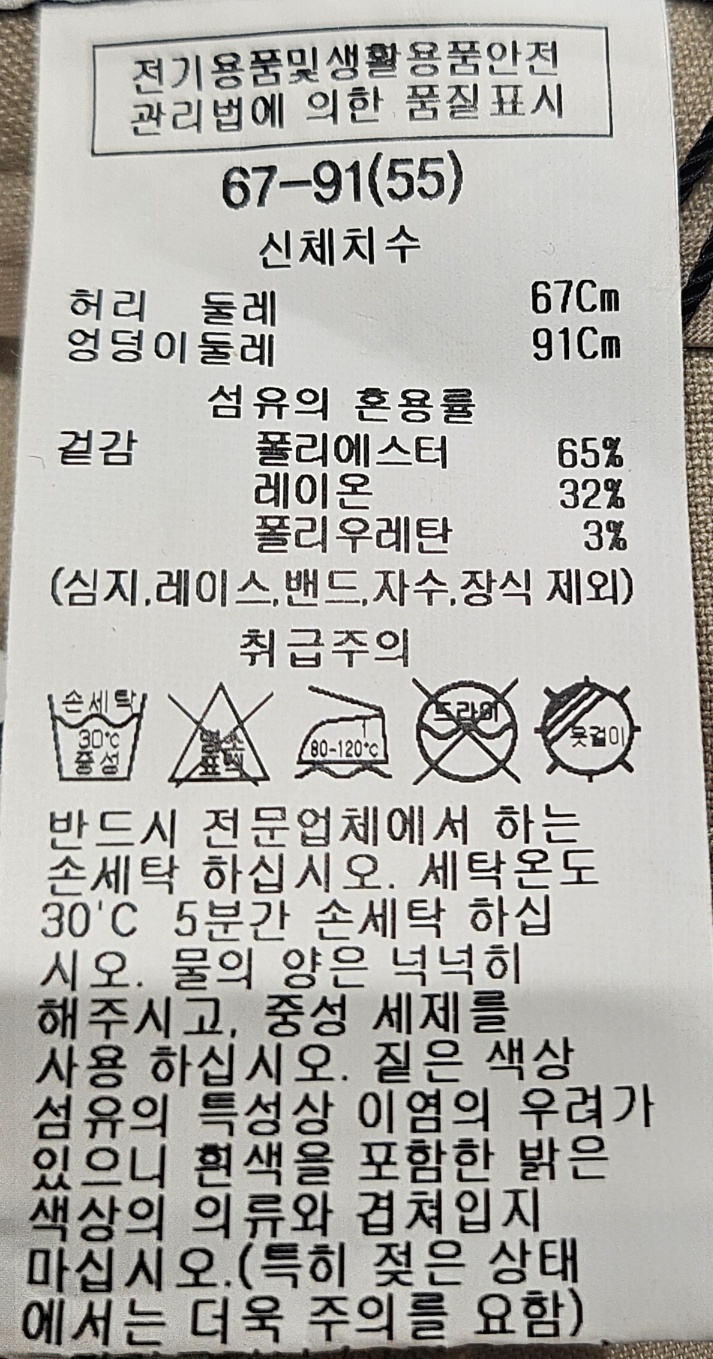 전기용품및생활용품안전
관리법에 의한 품질표시
67-91(55)
신체치수
허리 둘레 67Cm
엉덩이둘레 91Cm
섬유의 혼용률
겉감 폴리에스터 65%
레이온 32%
폴리우레탄 3%
(심지,레이스,밴드,자수,장식 제외)
취급주의
손세탁
30℃
중성
염소
표백
80-120℃
드라이
옷걸이
반드시 전문업체에서 하는
손세탁 하십시오. 세탁온도
30'C 5분간 손세탁 하십
시오. 물의 양은 넉넉히
해주시고, 중성 세제를
사용 하십시오. 짙은 색상
섬유의 특성상 이염의 우려가
있으니 흰색을 포함한 밝은
색상의 의류와 겹쳐입지
마십시오.(특히 젖은 상태
에서는 더욱 주의를 요함)